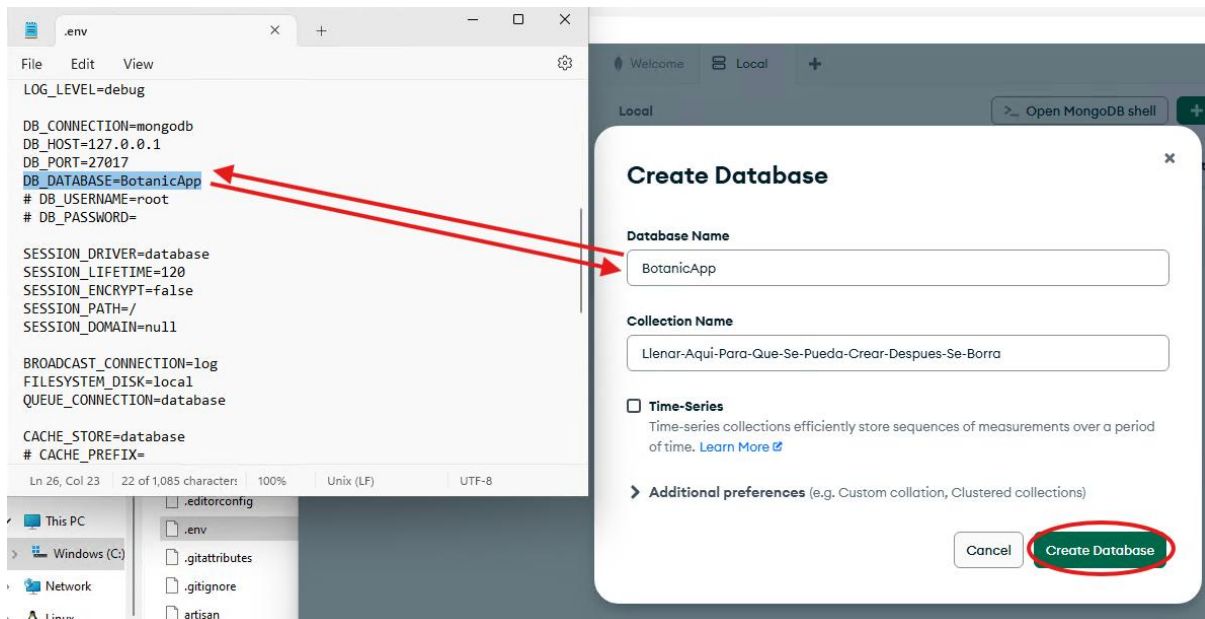 .env
File Edit View
LOG_LEVEL=debug
DB_CONNECTION=mongodb
DB_HOST=127.0.0.1
DB_PORT=27017
DB_DATABASE=BotanicApp
# DB_USERNAME=root
# DB_PASSWORD=
SESSION_DRIVER=database
SESSION_LIFETIME=120
SESSION_ENCRYPT=false
SESSION_PATH=/
SESSION_DOMAIN=null
BROADCAST_CONNECTION=log
FILESYSTEM_DISK=local
QUEUE_CONNECTION=database
CACHE_STORE=database
# CACHE_PREFIX=
Ln 26, Col 23 22 of 1,085 characters 100% Unix (LF) UTF-8
This PC
Windows (C:)
Network
Linux
.editorconfig
.env
.gitattributes
.gitignore
artisan
Welcome Local
Local >_ Open MongoDB shell
Create Database
Database Name
BotanicApp
Collection Name
Llenar-Aqui-Para-Que-Se-Pueda-Crear-Despues-Se-Borra
Time-Series
Time-series collections efficiently store sequences of measurements over a period
of time. Learn More
Additional preferences (e.g. Custom collation, Clustered collections)
Cancel Create Database